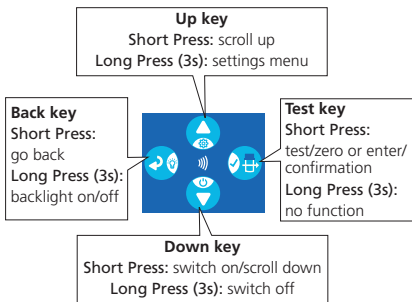 Up key
Short Press: scroll up
Long Press (3s): settings menu
Back key
Short Press:
go back
Long Press (3s):
backlight on/off
Test key
Short Press:
test/zero or enter/
confirmation
Long Press (3s):
no function
Down key
Short Press: switch on/scroll down
Long Press (3s): switch off